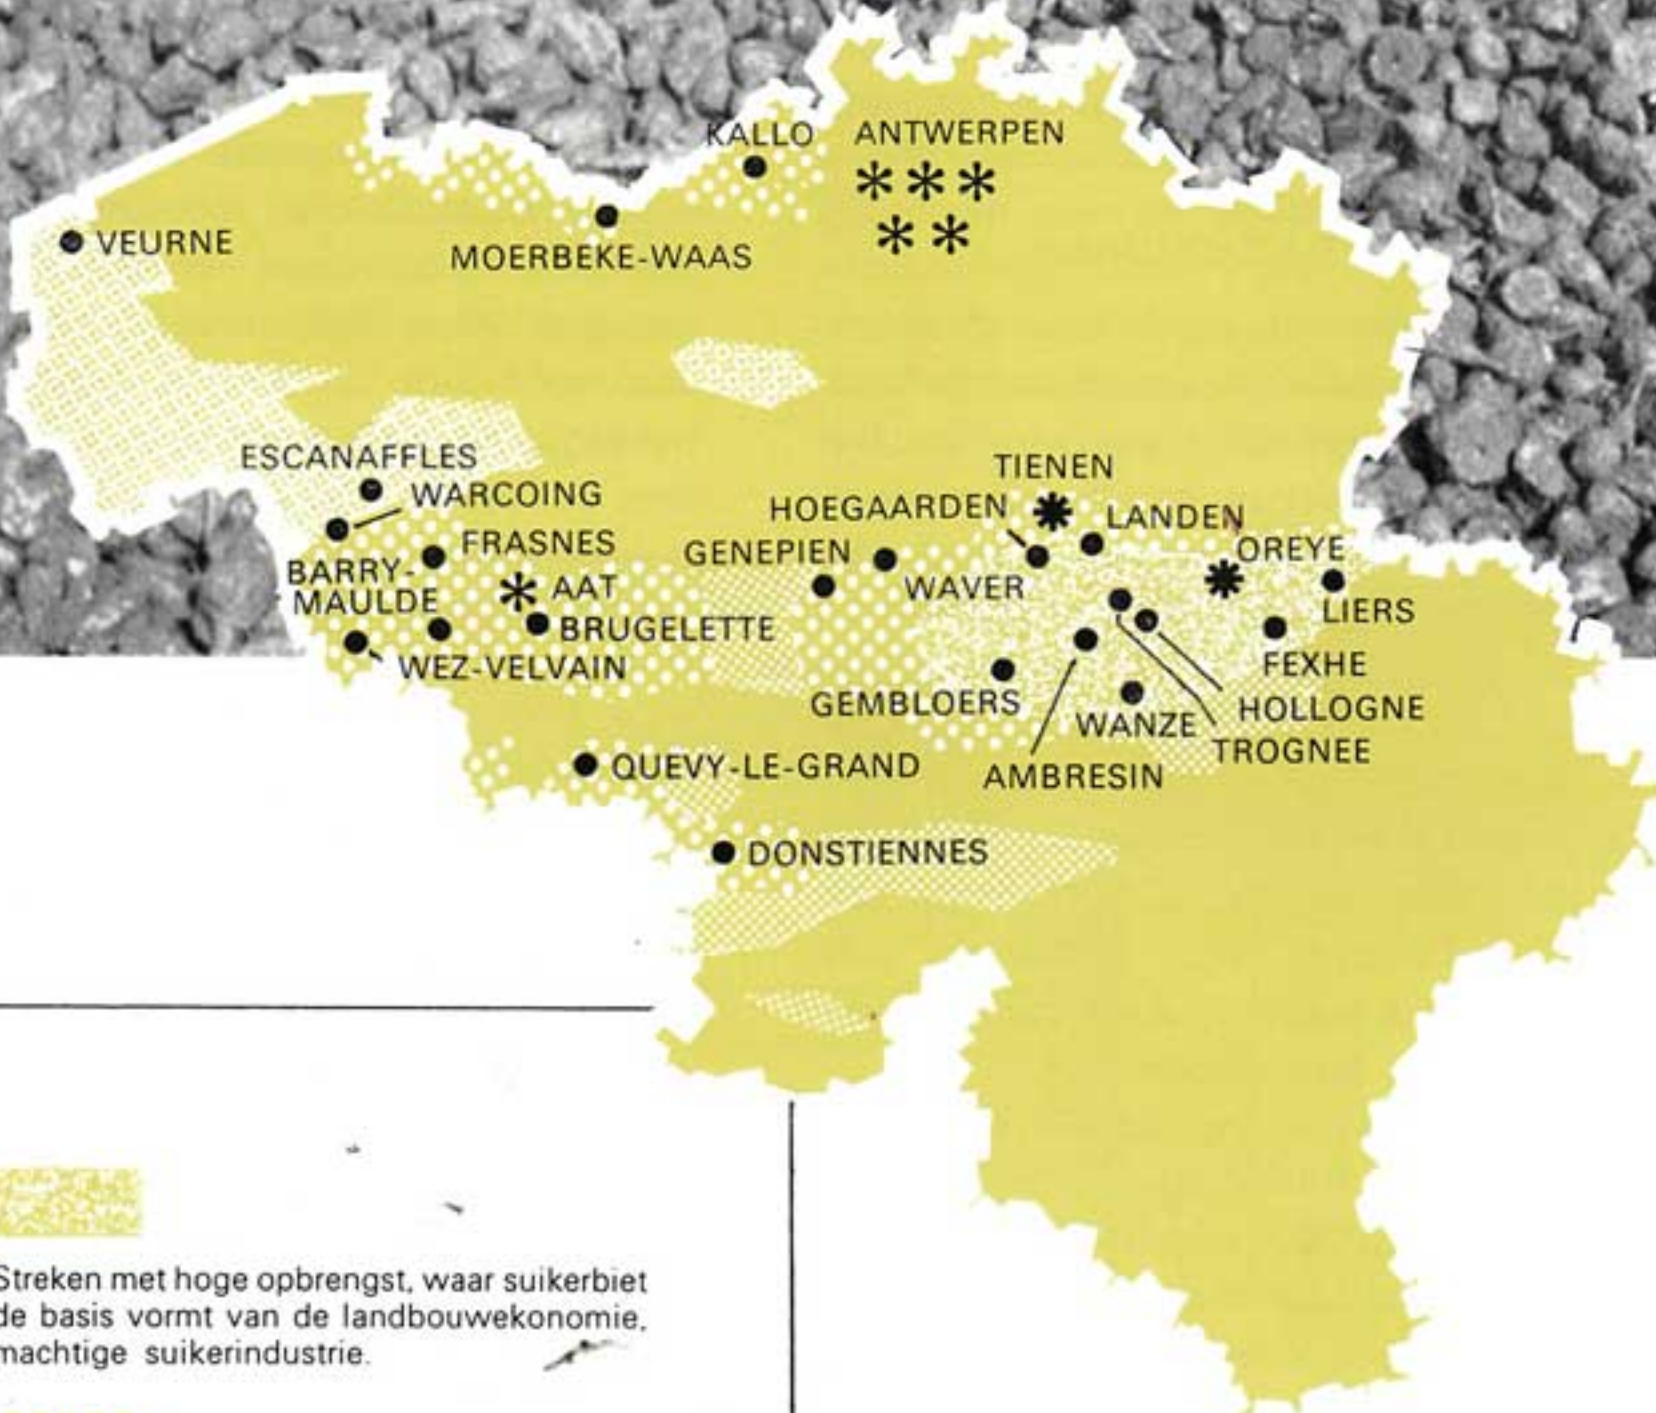 KALLO
ANTWERPEN
VEURNE
MOERBEKE-WAAS
ESCANAFFLES
WARCOING
TIENEN
HOEGAARDEN
LANDEN
FRASNES
GENEPIEN
OREYE
BARRY-
MAULDE
AAT
WAVER
LIERS
BRUGELETTE
WEZ-VELVAIN
FEXHE
GEMBLOERS
HOLLOGNE
WANZE
TROGNEE
QUEVY-LE-GRAND
AMBRESIN
DONSTIENNES
Streken met hoge opbrengst, waar suikerbiet
de basis vormt van de landbouwekonomie,
machtige suikerindustrie.